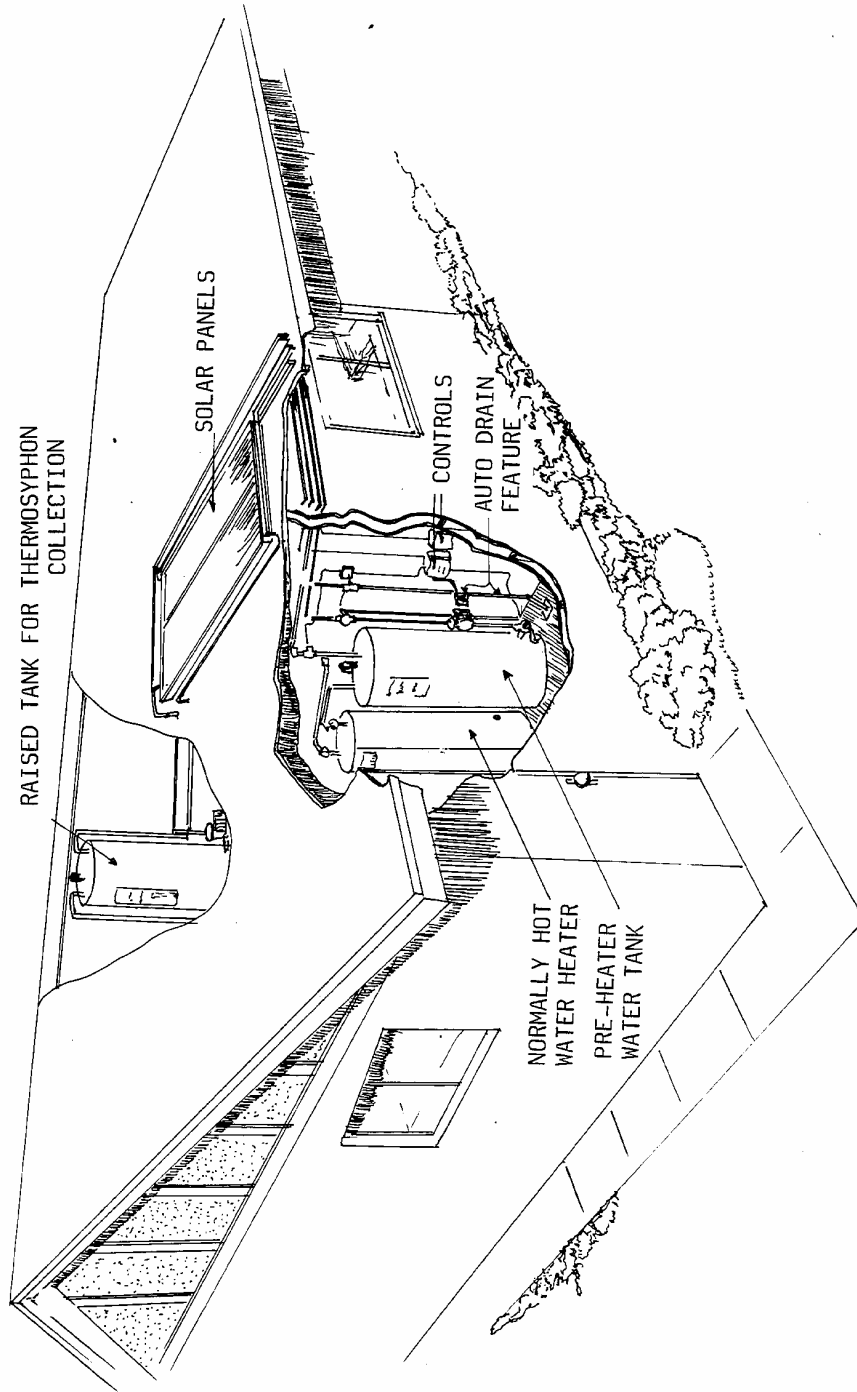 RAISED TANK FOR THERMOSYPHON
COLLECTION
SOLAR PANELS
CONTROLS
AUTO DRAIN
FEATURE
NORMALLY HOT
WATER HEATER
PRE-HEATER
WATER TANK